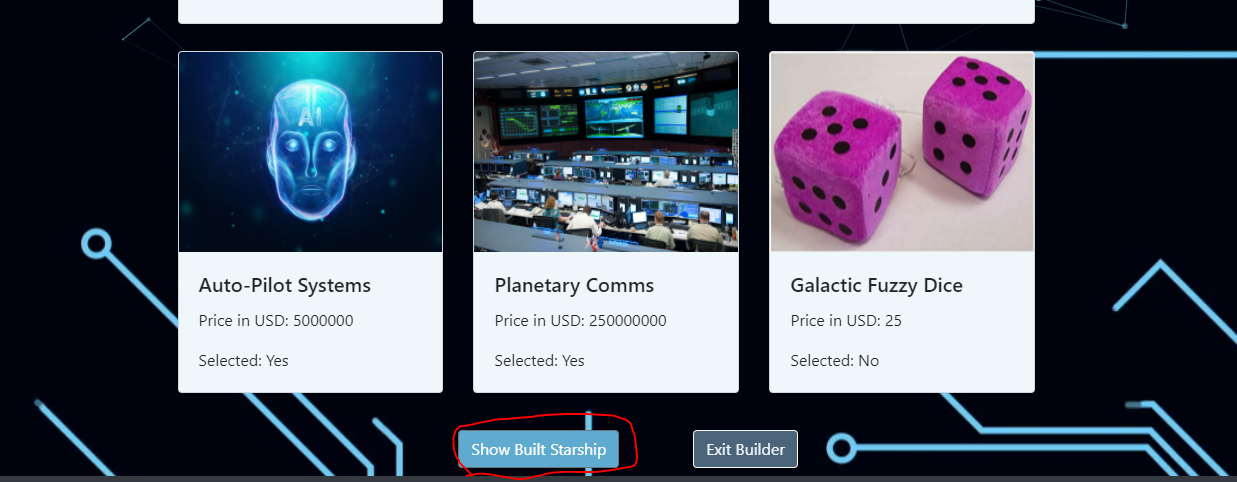 AI
Auto-Pilot Systems
Price in USD: 5000000
Selected: Yes
Planetary Comms
Price in USD: 250000000
Selected: Yes
Galactic Fuzzy Dice
Price in USD: 25
Selected: No
Show Built Starship
Exit Builder